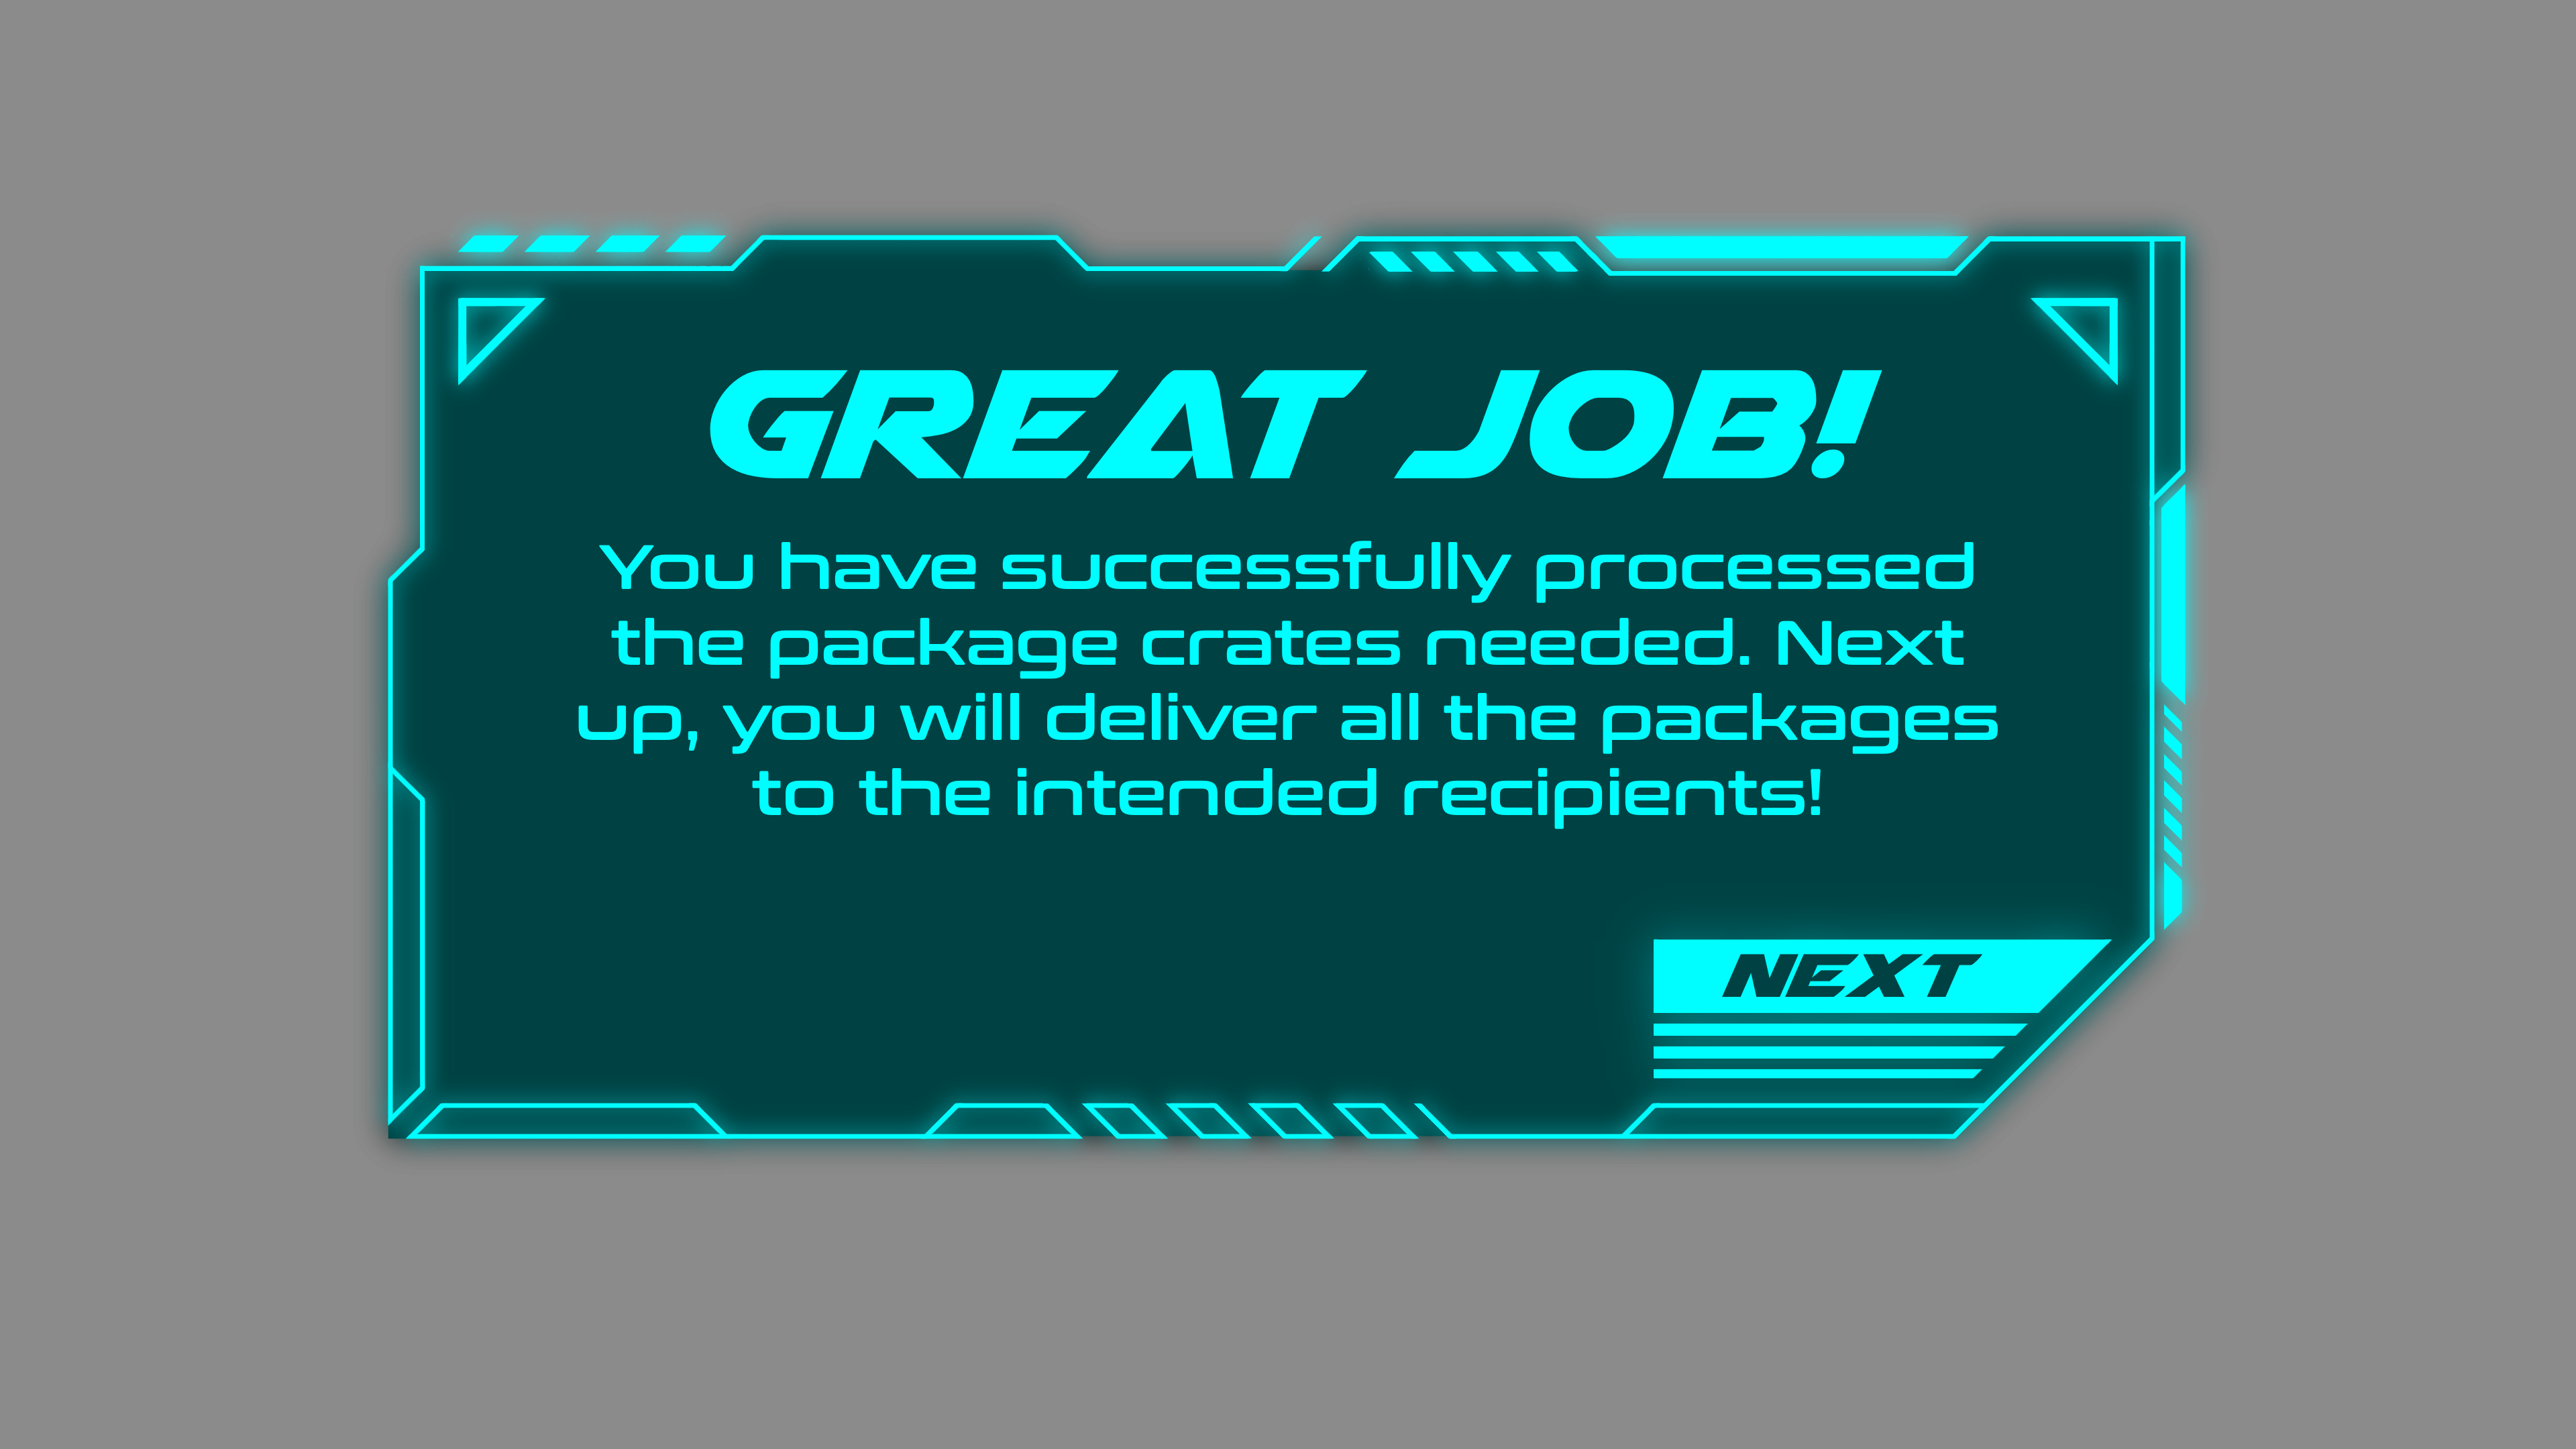 GREAT JOB!
You have successfully processed
the package crates needed. Next
up, you will deliver all the packages
to the intended recipients!
NEXT